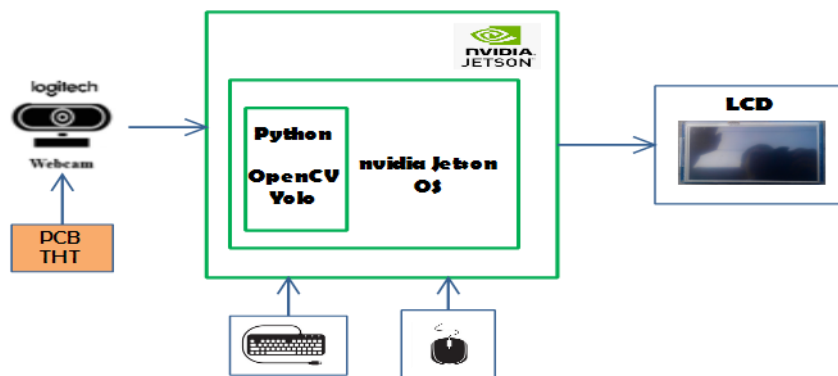 logitech
Webcam
PCB
THT
nVIDIA.
JETSON
Python
OpenCV
Yolo
nvidia Jetson
OS
LCD